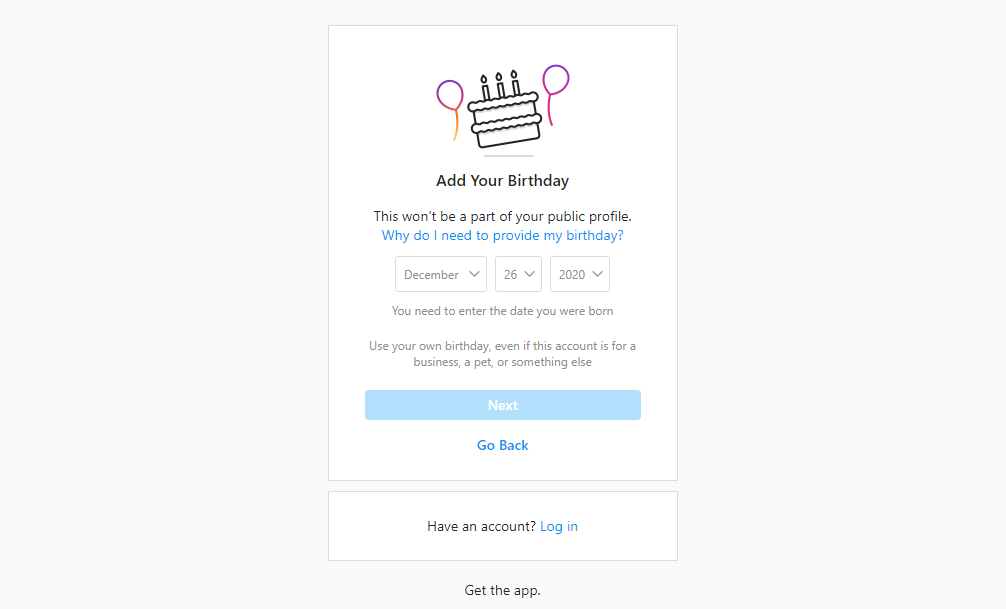 Add Your Birthday
This won't be a part of your public profile.
Why do I need to provide my birthday?
December 26 2020
You need to enter the date you were born
Use your own birthday, even if this account is for a
business, a pet, or something else
Next
Go Back
Have an account? Log in
Get the app.